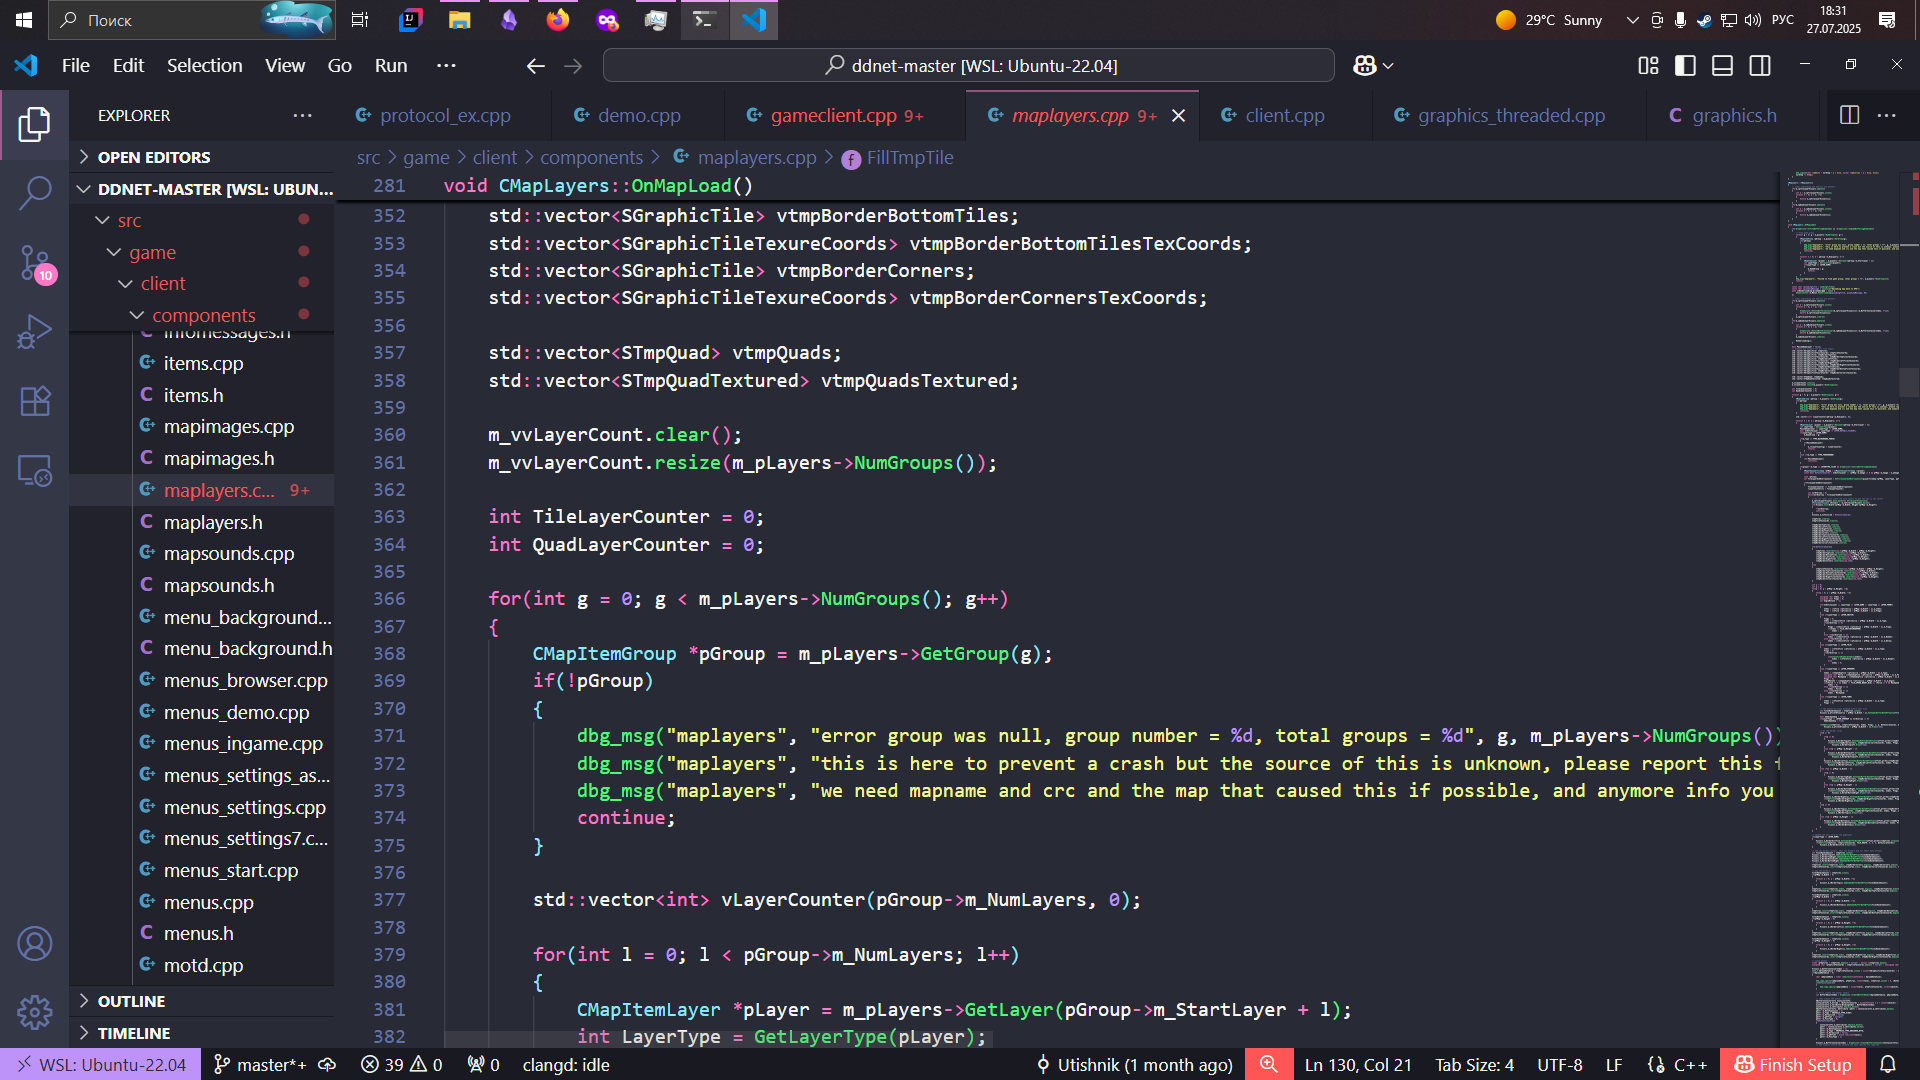 Поиск
29°C Sunny
РУС
18:31
27.07.2025
File Edit Selection View Go Run ···
ddnet-master [WSL: Ubuntu-22.04]
EXPLORER
protocol_ex.cpp
demo.cpp
gameclient.cpp 9+
maplayers.cpp 9+
client.cpp
graphics_threaded.cpp
graphics.h
OPEN EDITORS
src > game > client > components > maplayers.cpp > FillTmpTile
DDNET-MASTER [WSL: UBUN...
281 void CMapLayers::OnMapLoad()
src
game
client
components
infomessages.h
items.cpp
items.h
mapimages.cpp
mapimages.h
maplayers.c... 9+
maplayers.h
mapsounds.cpp
mapsounds.h
menu_background...
menu_background.h
menus_browser.cpp
menus_demo.cpp
menus_ingame.cpp
menus_settings_as...
menus_settings.cpp
menus_settings7.c...
menus_start.cpp
menus.cpp
menus.h
motd.cpp
OUTLINE
TIMELINE
10
352 std::vector<SGraphicTile> vtmpBorderBottomTiles;
353 std::vector<SGraphicTileTexureCoords> vtmpBorderBottomTilesTexCoords;
354 std::vector<SGraphicTile> vtmpBorderCorners;
355 std::vector<SGraphicTileTexureCoords> vtmpBorderCornersTexCoords;
356
357 std::vector<STmpQuad> vtmpQuads;
358 std::vector<STmpQuadTextured> vtmpQuadsTextured;
359
360 m_vvLayerCount.clear();
361 m_vvLayerCount.resize(m_pLayers->NumGroups());
362
363 int TileLayerCounter = 0;
364 int QuadLayerCounter = 0;
365
366 for(int g = 0; g < m_pLayers->NumGroups(); g++)
367 {
368 CMapItemGroup *pGroup = m_pLayers->GetGroup(g);
369 if(!pGroup)
370 {
371 dbg_msg("maplayers", "error group was null, group number = %d, total groups = %d", g, m_pLayers->NumGroups())
372 dbg_msg("maplayers", "this is here to prevent a crash but the source of this is unknown, please report this
373 dbg_msg("maplayers", "we need mapname and crc and the map that caused this if possible, and anymore info you
374 continue;
375 }
376
377 std::vector<int> vLayerCounter(pGroup->m_NumLayers, 0);
378
379 for(int l = 0; l < pGroup->m_NumLayers; l++)
380 {
381 CMapItemLayer *pLayer = m_pLayers->GetLayer(pGroup->m_StartLayer + l);
382 int LayerType = GetLayerType(pLayer);
WSL: Ubuntu-22.04 master*+ 39 0 0 clangd: idle Utishnik (1 month ago) Ln 130, Col 21 Tab Size: 4 UTF-8 LF {} C++ Finish Setup